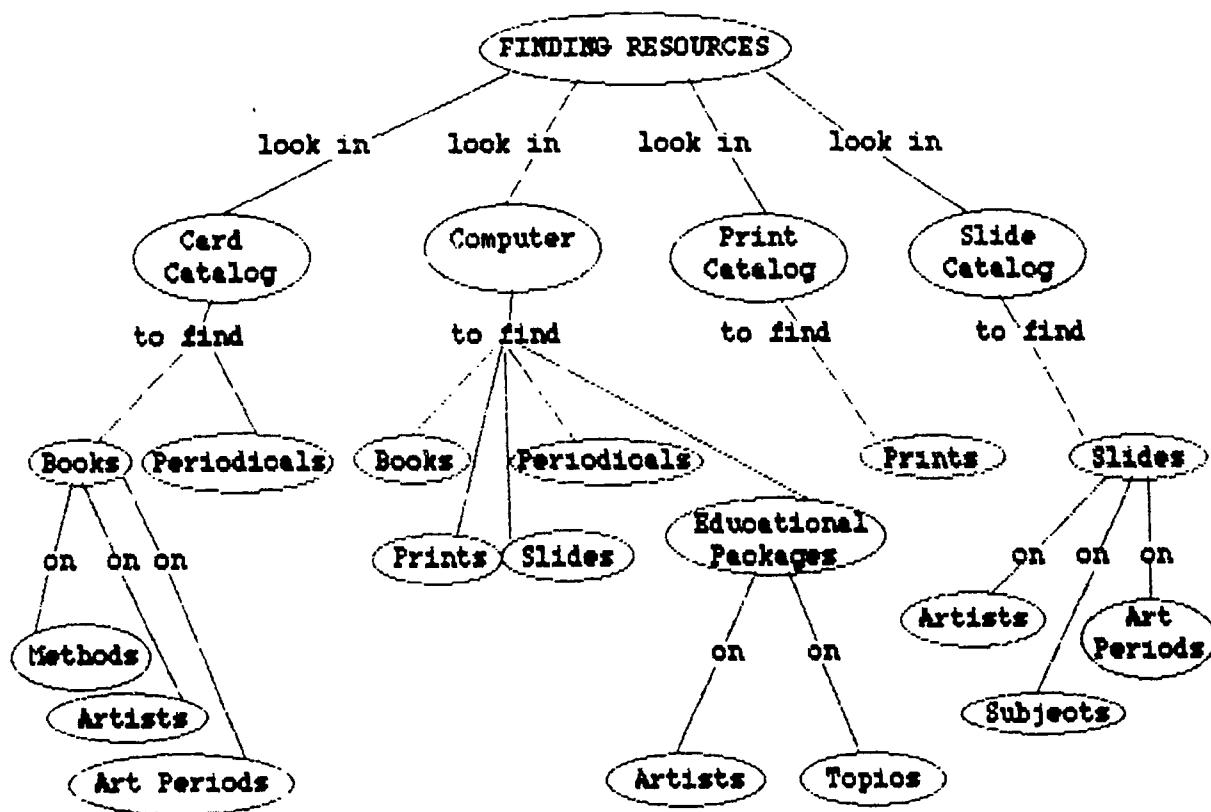 FINDING RESOURCES
look in look in look in look in
Card Catalog
Computer
Print Catalog
Slide Catalog
to find to find to find to find
Books Periodicals Books Periodicals Prints Slides
Prints Slides
Educational Packages
on on on
on on on
Artists
Art Periods
Methods
on on
Subjects
Artists
Artists Topics
Art Periods